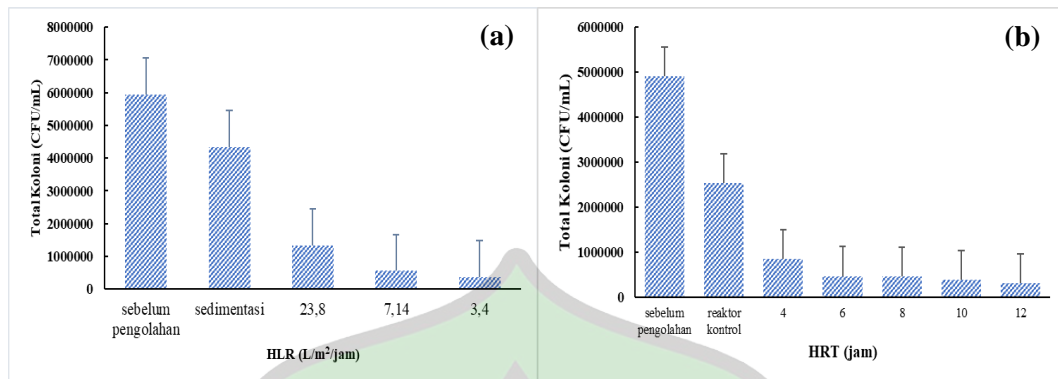 (a)
Total Koloni (CFU/mL)
8000000
7000000
6000000
5000000
4000000
3000000
2000000
1000000
0
sebelum
pengolahan
sedimentasi
23,8
7,14
3,4
HLR (L/m²/jam)
(b)
Total Koloni (CFU/mL)
6000000
5000000
4000000
3000000
2000000
1000000
0
sebelum
pengolahan
reaktor
kontrol
4
6
8
10
12
HRT (jam)